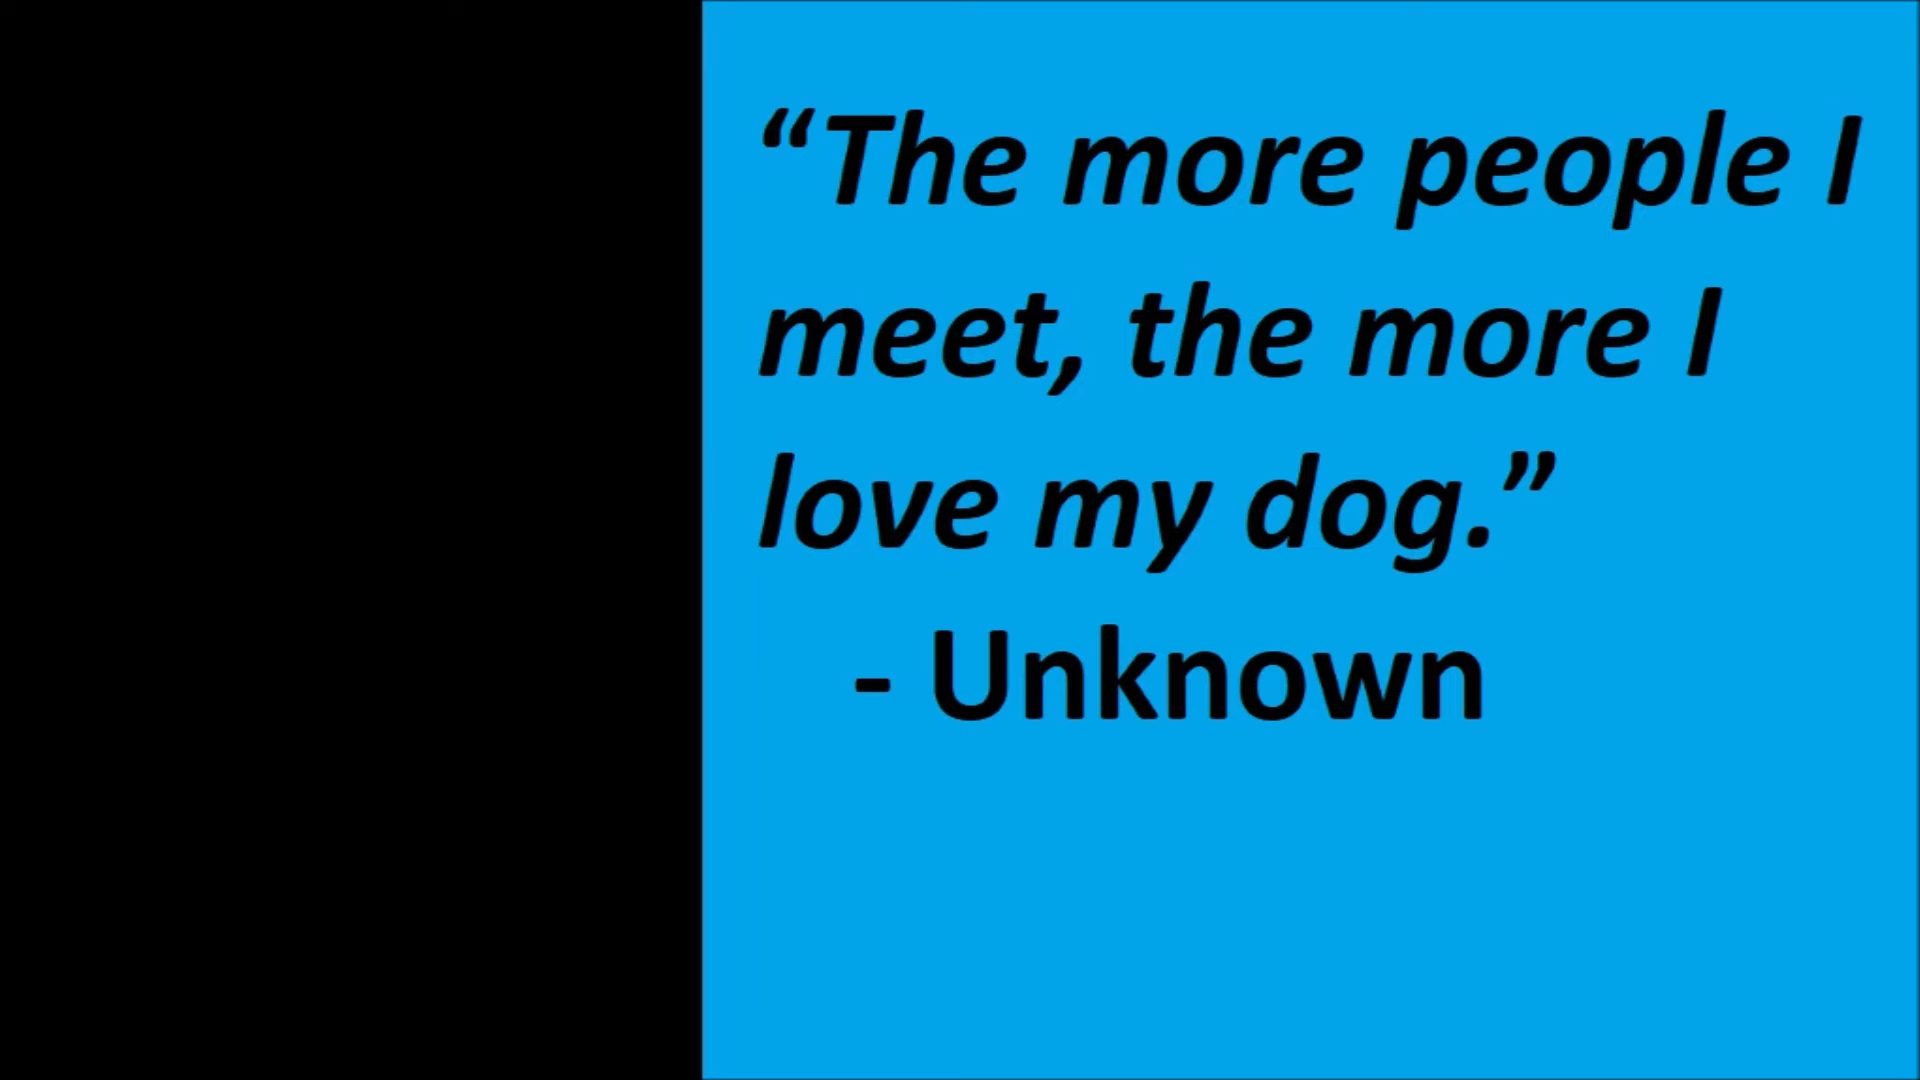 “The more people I
meet, the more I
love my dog.”
- Unknown